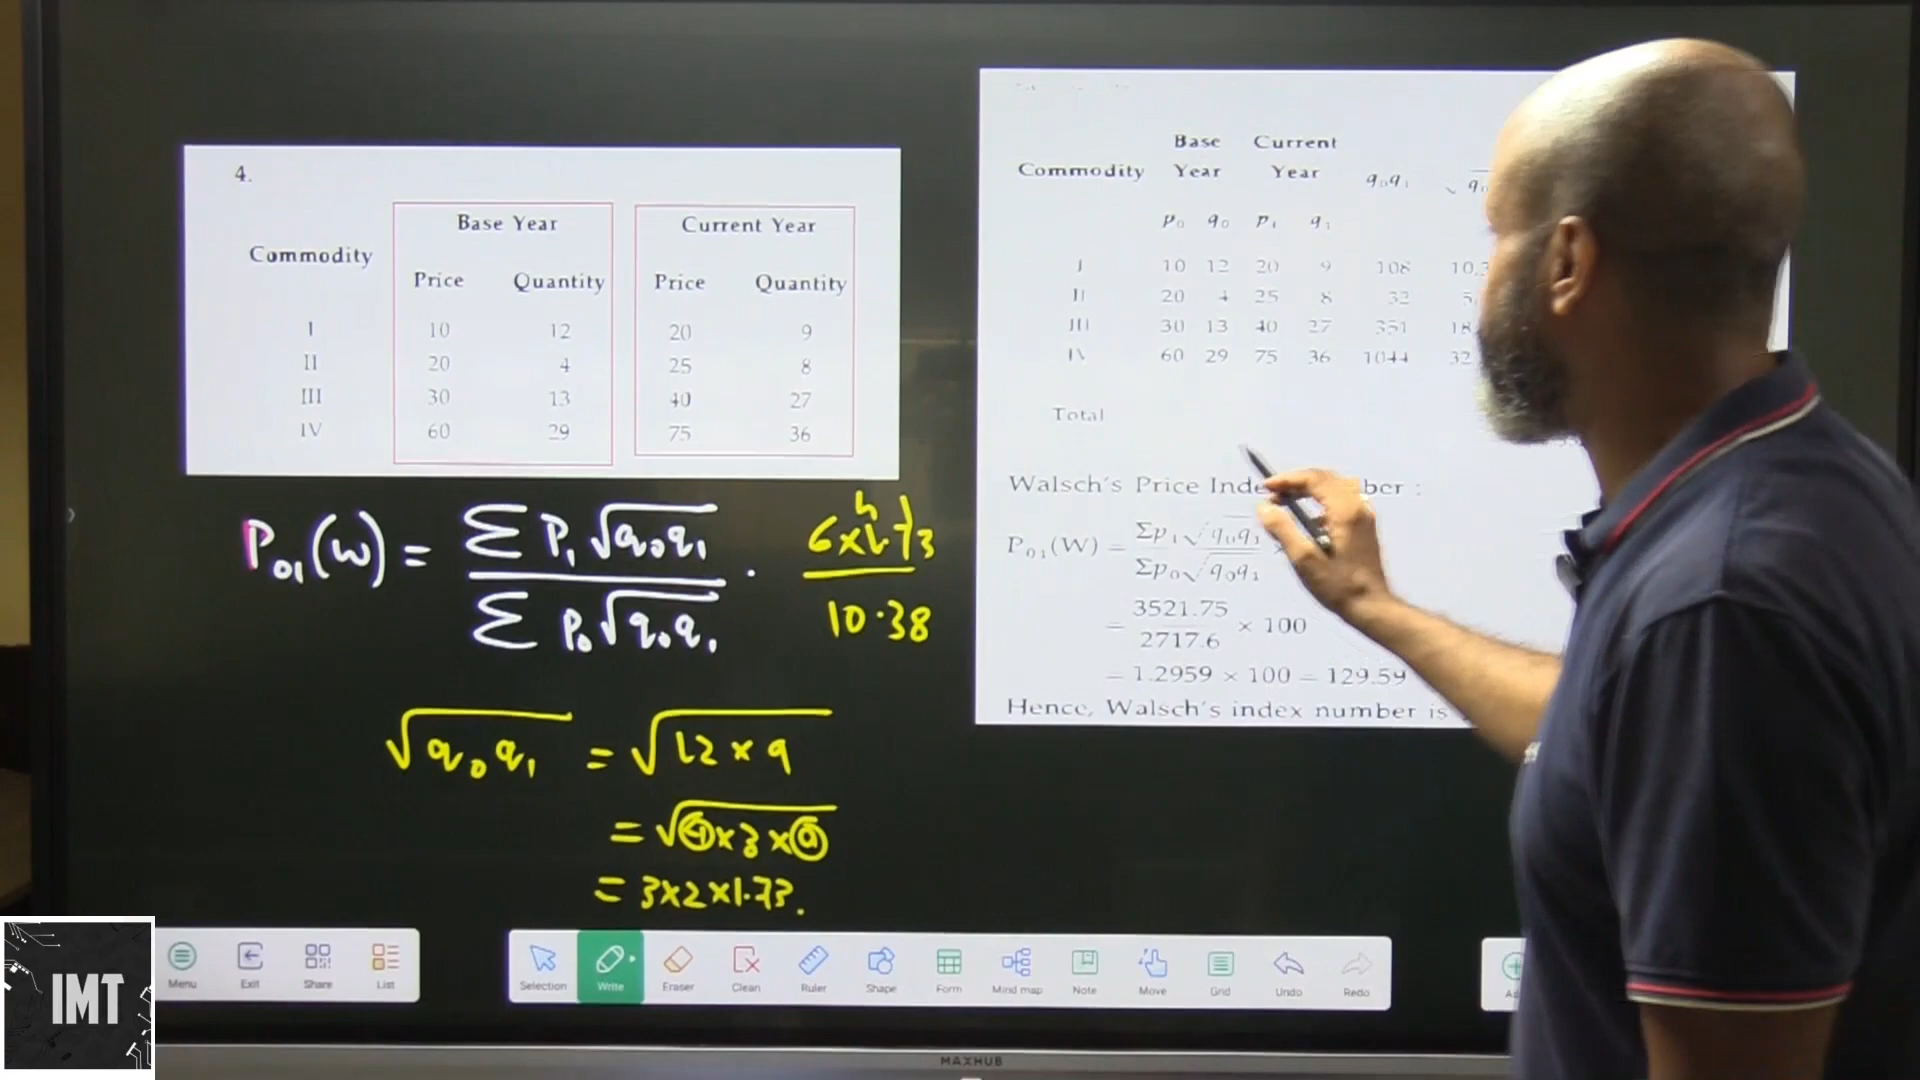 4.
Base Year Current Year
Commodity
Price Quantity Price Quantity
I 10 12 20 9
II 20 4 25 8
III 30 13 40 27
IV 60 29 75 36
P₀₁(W) = Σ P₁√q₀q₁ / Σ P₀√q₀q₁ ·
10.38
√q₀q₁ = √12 × 9
= √4 × 3 × 9
= 3×2×1.73.
Base Current
Commodity Year Year q₀q₁
p₀ q₀ p₁ q₁
I 10 12 20 9 108
II 20 4 25 8 32
III 30 13 40 27 351
IV 60 29 75 36 1044
Total
Walsch's Price :
P₀₁(W) = Σp₁√q₀q₁ / Σp₀√q₀q₁
= 3521.75 / 2717.6 × 100
= 1.2959 × 100 = 129.59
Hence, Walsch's index number is
Menu Exit Share List
Selection Write Eraser Clean Ruler Shape Form Mind map Note Move Grid Undo Redo
MAXHUB
IMT